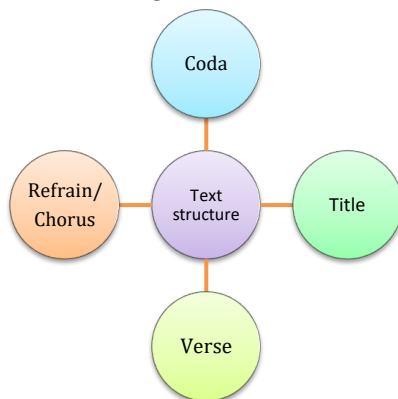 Coda
Refrain/
Chorus
Text
structure
Title
Verse